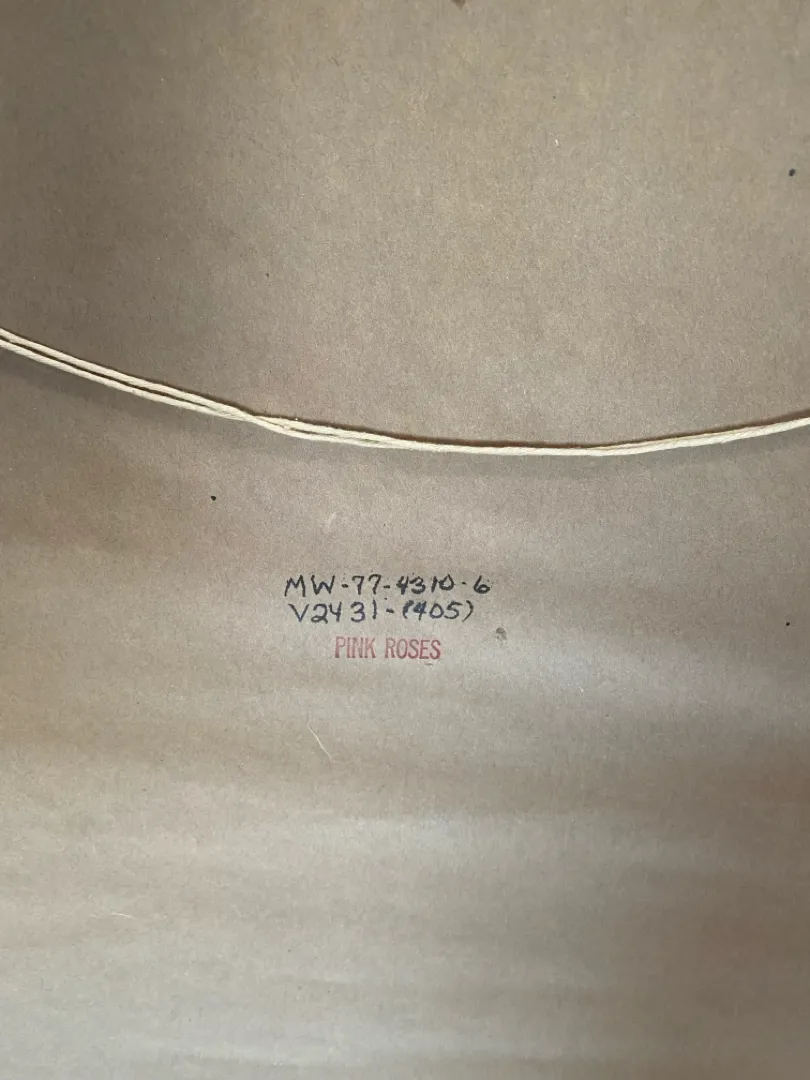 MW-77-4310-6
V2431-(405)
PINK ROSES